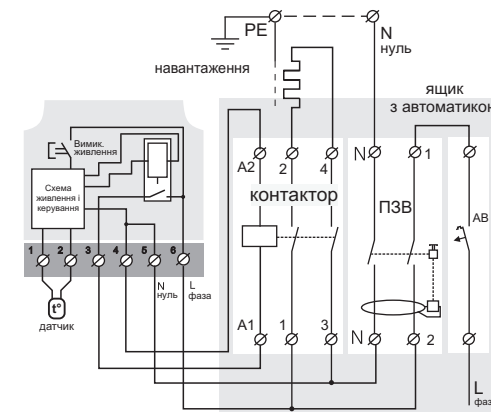 PE
N
нуль
навантаження
ящик
з автоматикою
Вимик.
живлення
A2
2
4
N
1
контактор
ПЗВ
АВ
Схема
живлення і
керування
1
2
3
4
5
6
N
нуль
L
фаза
t°
датчик
A1
1
3
N
2
L
фаза